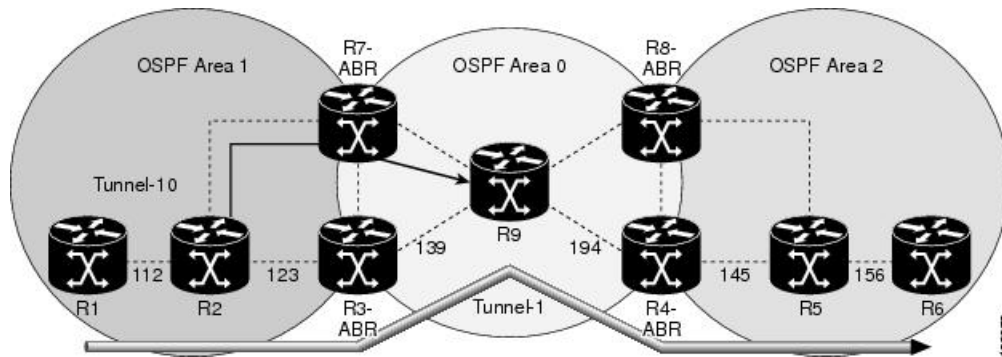 R7-
ABR
R8-
ABR
OSPF Area 1
OSPF Area 0
OSPF Area 2
Tunnel-10
R9
139
194
112
123
145
156
R1
R2
R3-
ABR
Tunnel-1
R4-
ABR
R5
R6